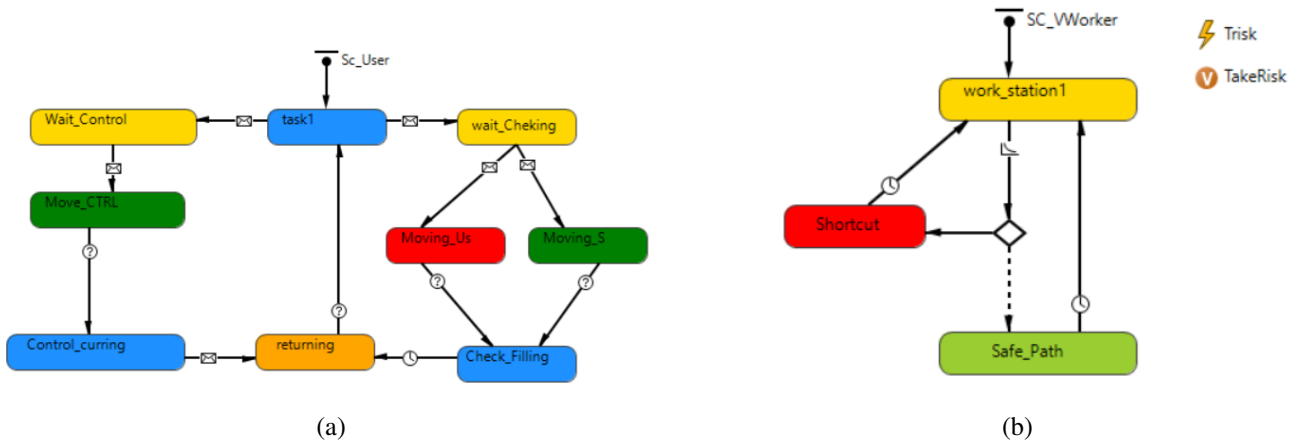 Sc_User
Wait_Control
task1
wait_Cheking
Move_CTRL
Moving_Us
Moving_S
Control_curring
returning
Check_Filling
(a)
SC_VWorker
Trisk
V
TakeRisk
work_station1
Shortcut
Safe_Path
(b)